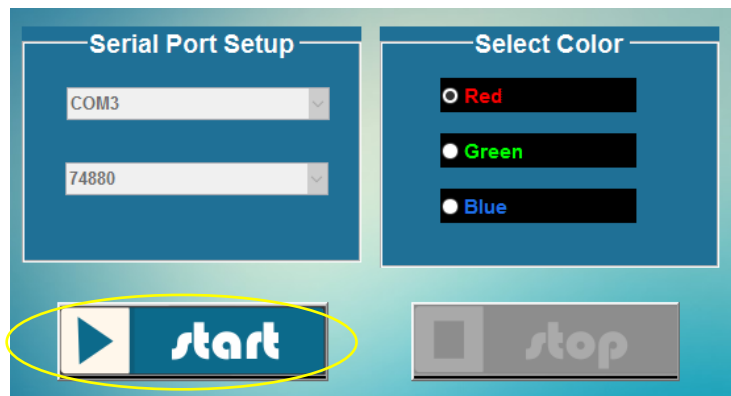 Serial Port Setup
COM3
74880
Select Color
Red
Green
Blue
start
stop